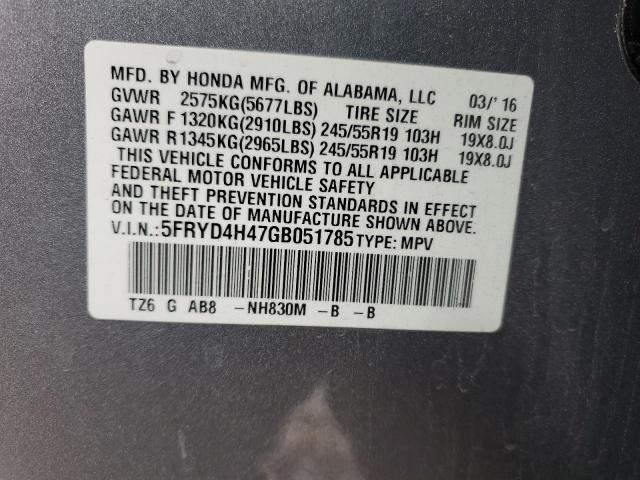 MFD. BY HONDA MFG. OF ALABAMA, LLC 03/'16
GVWR 2575KG(5677LBS) TIRE SIZE RIM SIZE
GAWR F 1320KG(2910LBS) 245/55R19 103H 19X8.0J
GAWR R1345KG(2965LBS) 245/55R19 103H 19X8.0J
THIS VEHICLE CONFORMS TO ALL APPLICABLE
FEDERAL MOTOR VEHICLE SAFETY
AND THEFT PREVENTION STANDARDS IN EFFECT
ON THE DATE OF MANUFACTURE SHOWN ABOVE.
V.I.N.:5FRYD4H47GB051785 TYPE: MPV
TZ6 G AB8 -NH830M -B -B